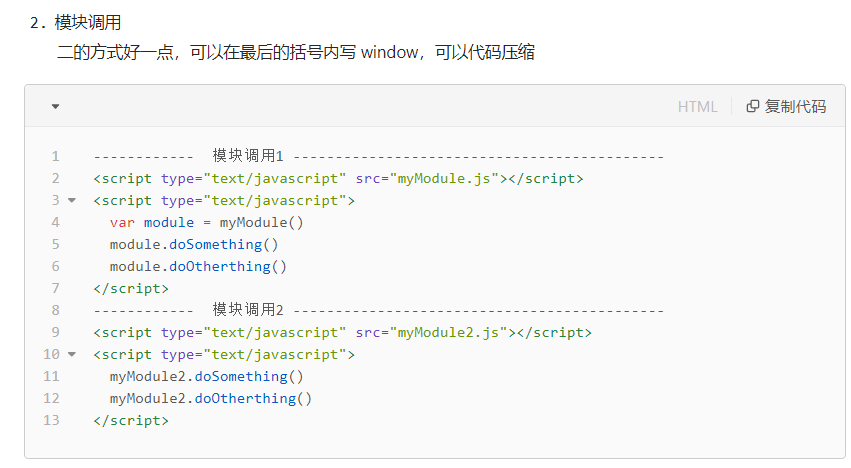 2. 模块调用
二的方式好一点，可以在最后的括号内写 window，可以代码压缩
HTML 复制代码
1 ------------ 模块调用1 --------------------------------------------
2 <script type="text/javascript" src="myModule.js"></script>
3 <script type="text/javascript">
4 var module = myModule()
5 module.doSomething()
6 module.doOtherthing()
7 </script>
8 ------------ 模块调用2 --------------------------------------------
9 <script type="text/javascript" src="myModule2.js"></script>
10 <script type="text/javascript">
11 myModule2.doSomething()
12 myModule2.doOtherthing()
13 </script>